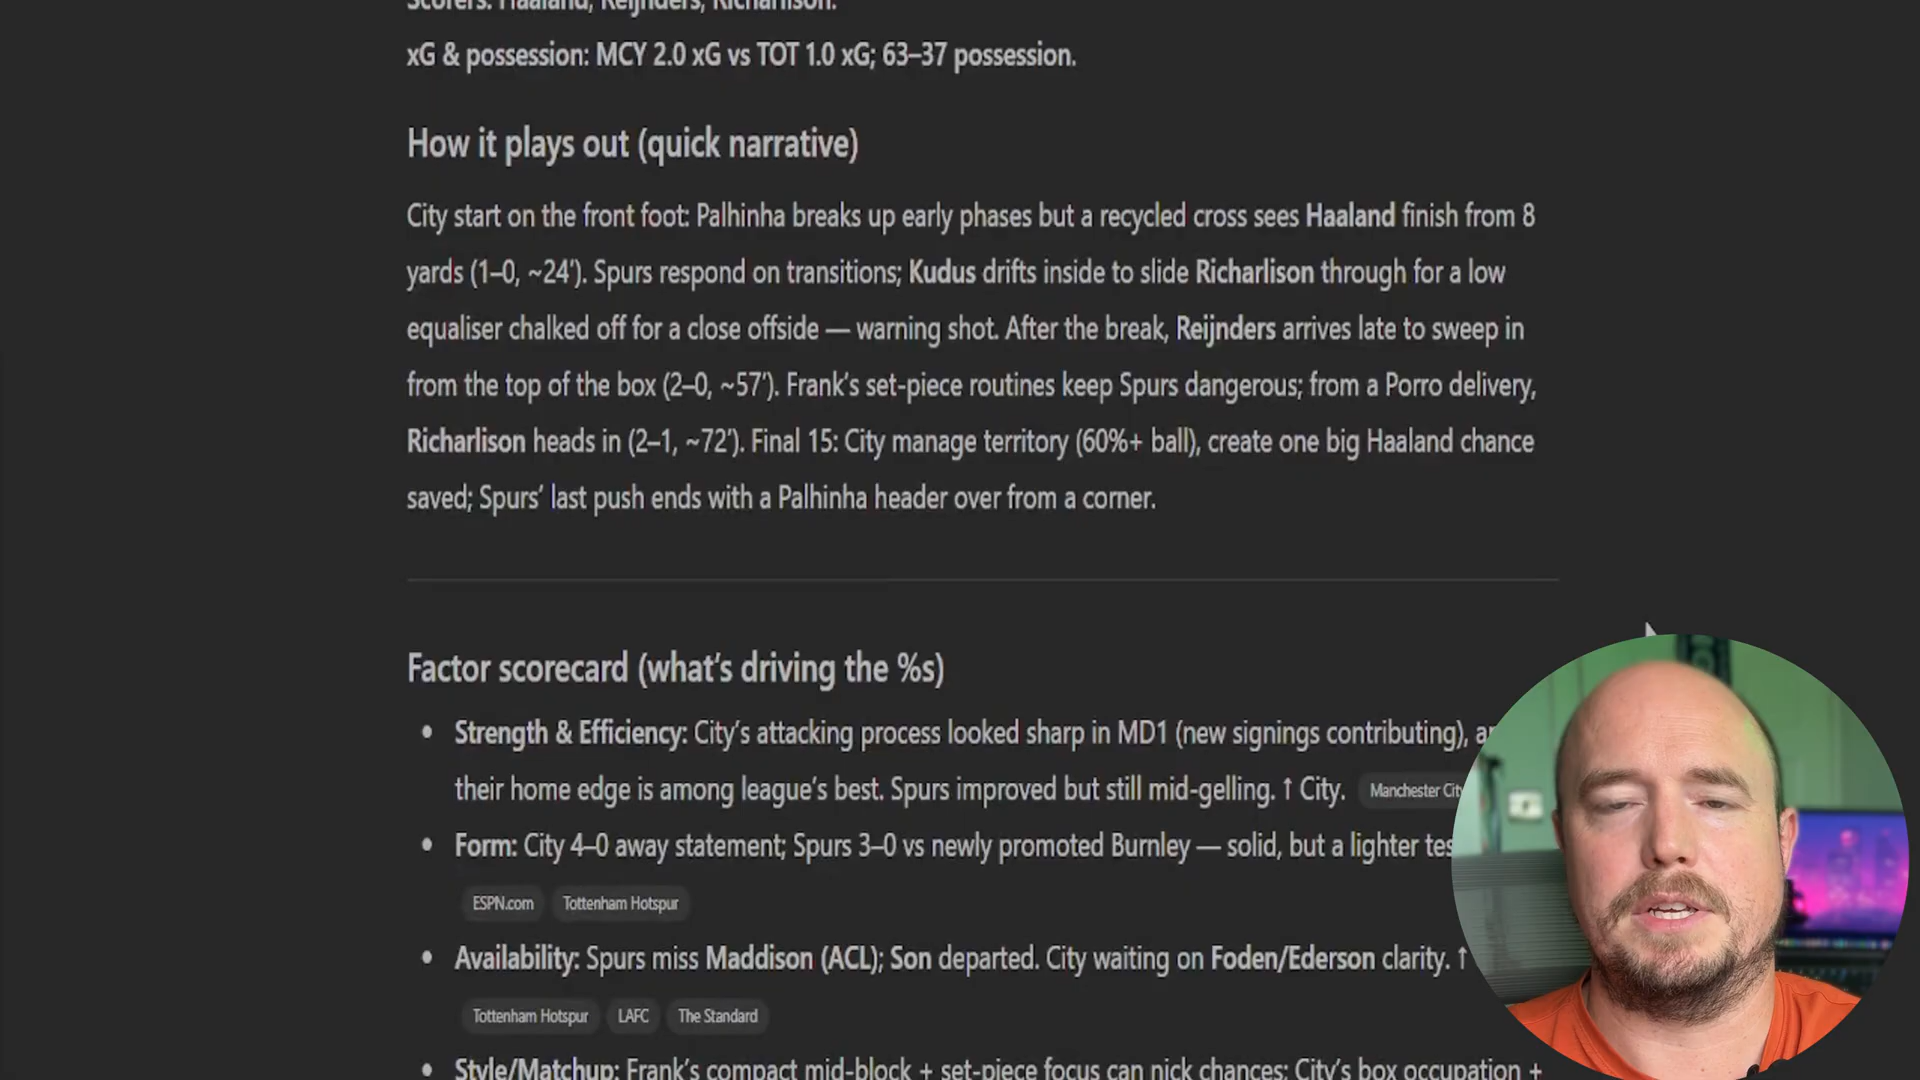 Scorers: Haaland, Reijnders, Richarlison.
xG & possession: MCY 2.0 xG vs TOT 1.0 xG; 63–37 possession.
How it plays out (quick narrative)
City start on the front foot: Palhinha breaks up early phases but a recycled cross sees Haaland finish from 8
yards (1–0, ~24’). Spurs respond on transitions; Kudus drifts inside to slide Richarlison through for a low
equaliser chalked off for a close offside — warning shot. After the break, Reijnders arrives late to sweep in
from the top of the box (2–0, ~57’). Frank’s set-piece routines keep Spurs dangerous; from a Porro delivery,
Richarlison heads in (2–1, ~72’). Final 15: City manage territory (60%+ ball), create one big Haaland chance
saved; Spurs’ last push ends with a Palhinha header over from a corner.
Factor scorecard (what’s driving the %s)
• Strength & Efficiency: City’s attacking process looked sharp in MD1 (new signings contributing),
their home edge is among league’s best. Spurs improved but still mid-gelling. ↑ City. Manchester City
• Form: City 4–0 away statement; Spurs 3–0 vs newly promoted Burnley — solid, but a lighter
ESPN.com Tottenham Hotspur
• Availability: Spurs miss Maddison (ACL); Son departed. City waiting on Foden/Ederson clarity. ↑
Tottenham Hotspur LAFC The Standard
• Style/Matchup: Frank’s compact mid-block + set-piece focus can nick chances; City’s box occupation +